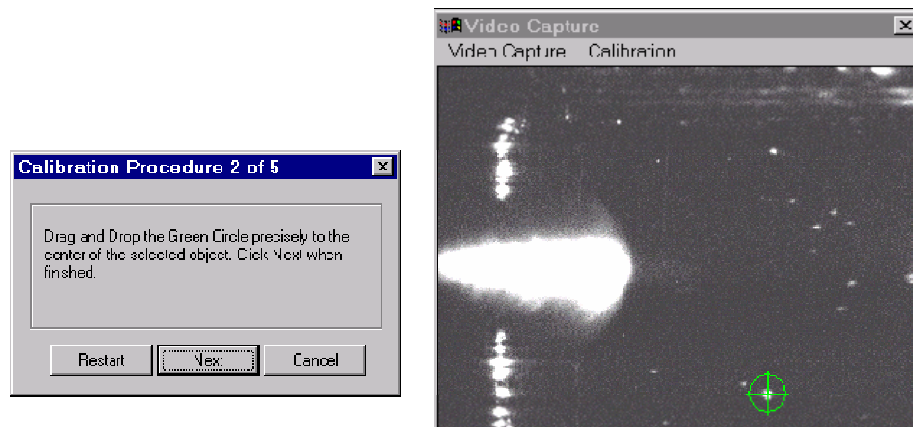 Calibration Procedure 2 of 5
Drag and Drop the Green Circle precisely to the
center of the selected object. Click Next when
finshed.
Restart
Next
Cancel
Video Capture
Video Capture Calibration